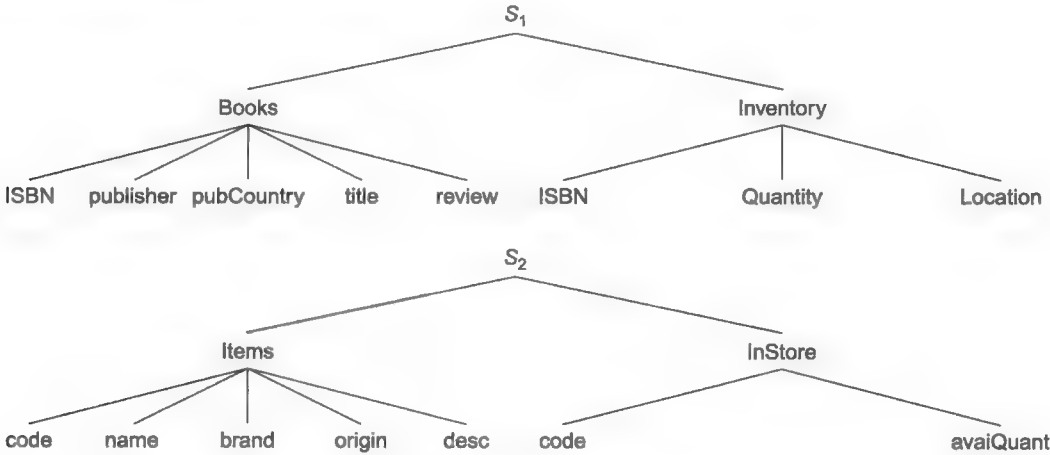 S1
Books Inventory
ISBN publisher pubCountry title review ISBN Quantity Location
S2
Items InStore
code name brand origin desc code avaiQuant